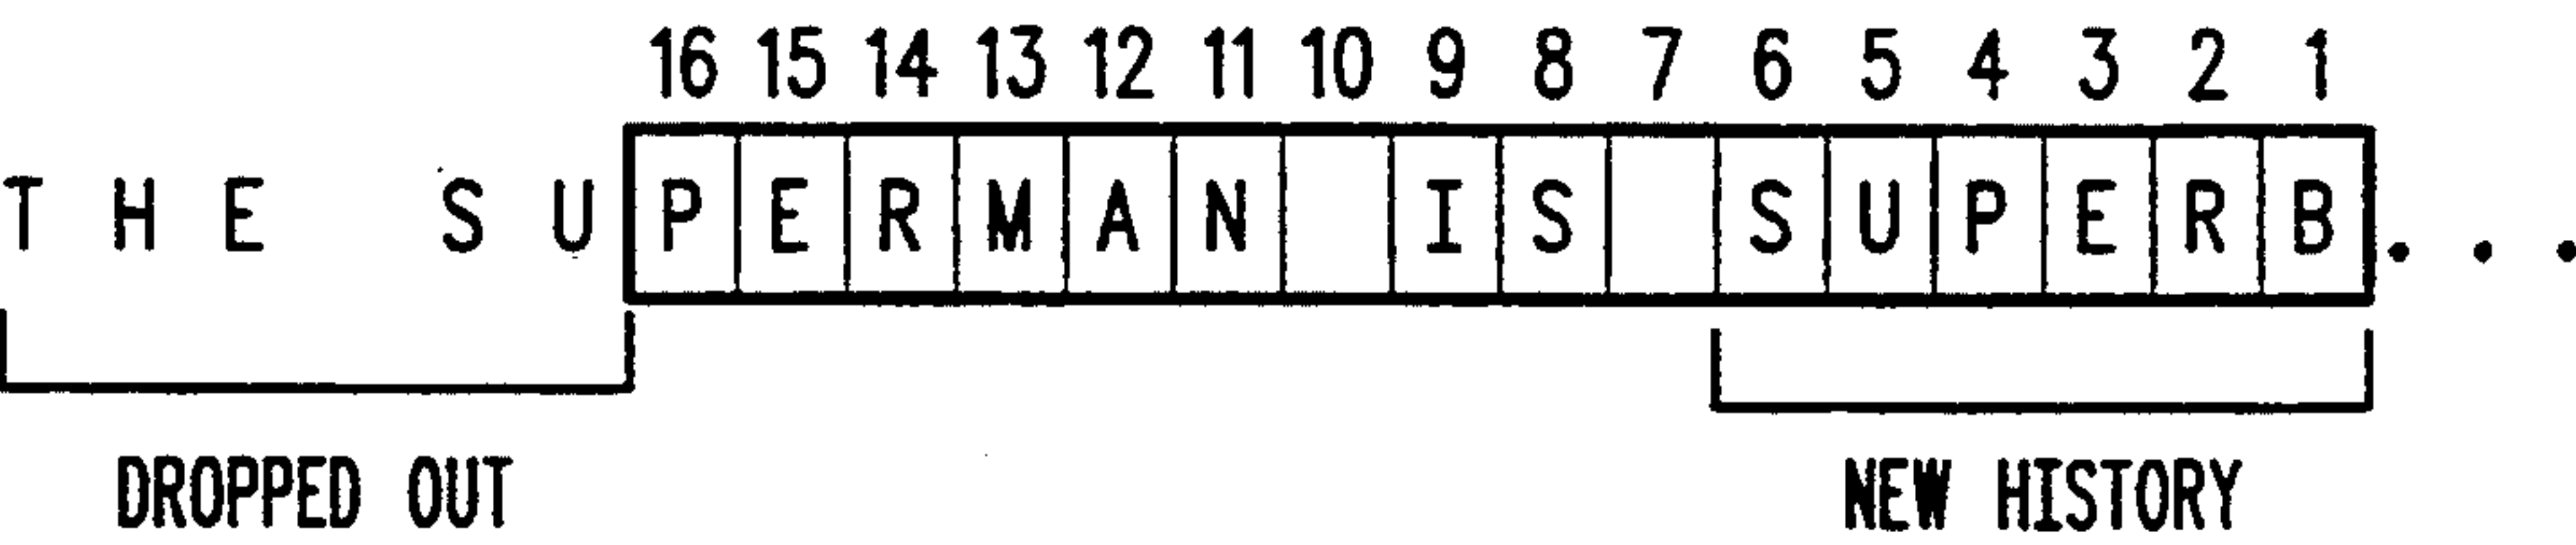 16 15 14 13 12 11 10 9 8 7 6 5 4 3 2 1
T H E S U P E R M A N I S S U P E R B . . .
DROPPED OUT NEW HISTORY